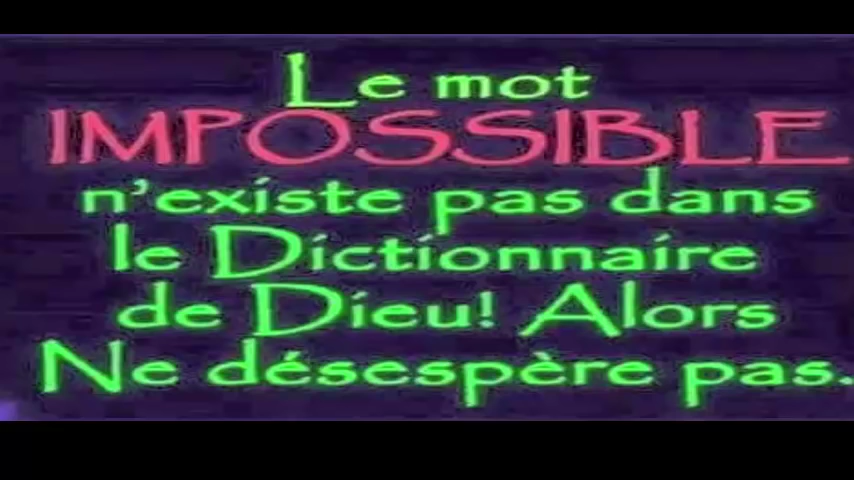 Le mot
IMPOSSIBLE
n'existe pas dans
le Dictionnaire
de Dieu! Alors
Ne désespère pas.